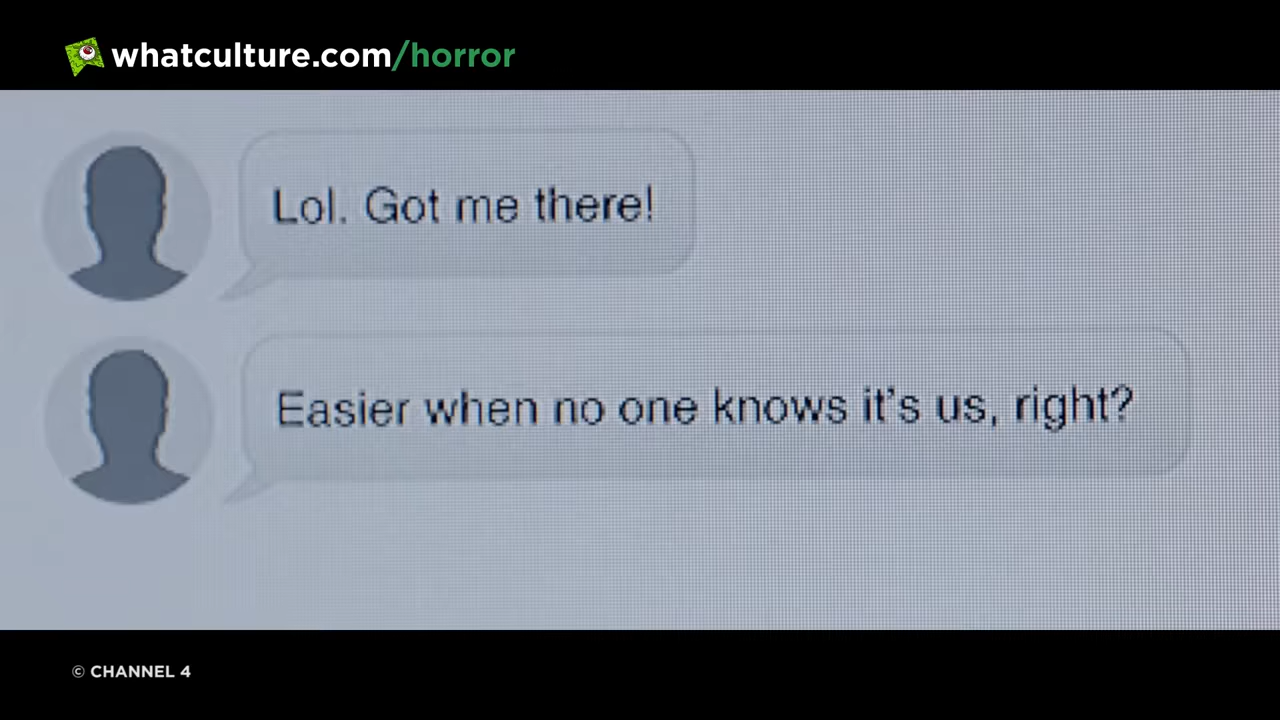 whatculture.com/horror
Lol. Got me there!
Easier when no one knows it's us, right?
© CHANNEL 4